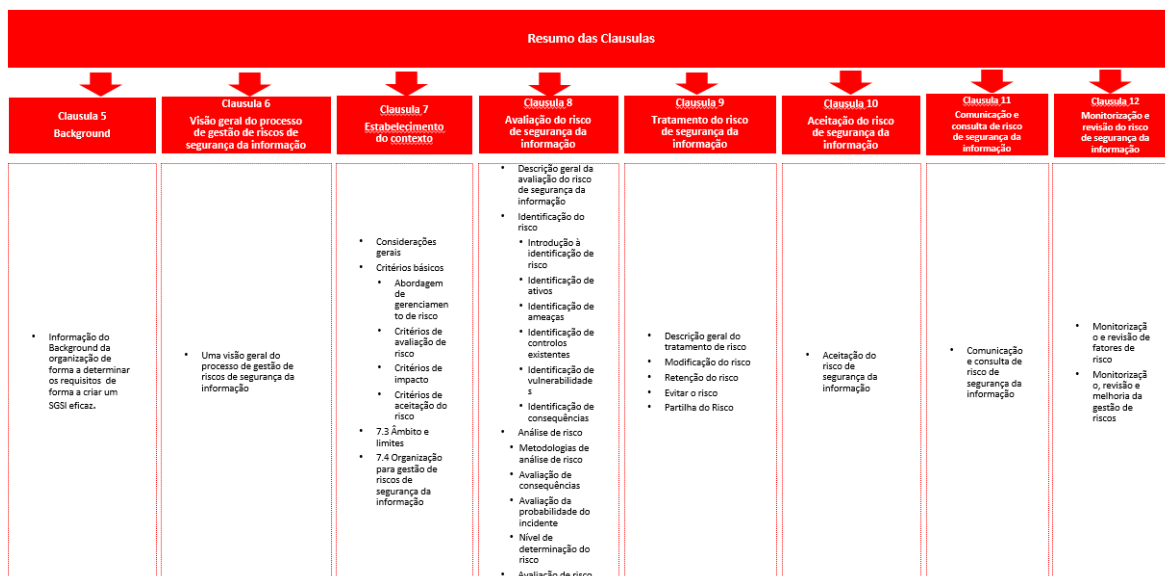 Resumo das Clausulas
Clausula 5
Background
Clausula 6
Visão geral do processo
de gestão de riscos de
segurança da informação
Clausula 7
Estabelecimento
do contexto
Clausula 8
Avaliação do risco
de segurança da
informação
Clausula 9
Tratamento do risco
de segurança da
informação
Clausula 10
Aceitação do risco
de segurança da
informação
Clausula 11
Comunicação e
consulta de risco
de segurança da
informação
Clausula 12
Monitorização e
revisão do risco
de segurança da
informação
• Informação do
Background da
organização de
forma a determinar
os requisitos de
forma a criar um
SGSI eficaz.
• Uma visão geral do
processo de gestão de
riscos de segurança da
informação
• Considerações
gerais
• Critérios básicos
• Abordagem
de
gerenciamen
to de risco
• Critérios de
avaliação de
risco
• Critérios de
impacto
• Critérios de
aceitação do
risco
• 7.3 Âmbito e
limites
• 7.4 Organização
para gestão de
riscos de
segurança da
informação
• Descrição geral da
avaliação do risco
de segurança da
informação
• Identificação do
risco
• Introdução à
identificação de
risco
• Identificação de
ativos
• Identificação de
ameaças
• Identificação de
controlos
existentes
• Identificação de
vulnerabilidade
s
• Identificação de
consequências
• Análise de risco
• Metodologias de
análise de risco
• Avaliação de
consequências
• Avaliação da
probabilidade do
incidente
• Nível de
determinação do
risco
• Avaliação de risco
• Descrição geral do
tratamento de risco
• Modificação do risco
• Retenção do risco
• Evitar o risco
• Partilha do Risco
• Aceitação do
risco de
segurança da
informação
• Comunicação
e consulta de
risco de
segurança da
informação
• Monitorizaçã
o e revisão de
fatores de
risco
• Monitorizaçã
o, revisão e
melhoria da
gestão de
riscos